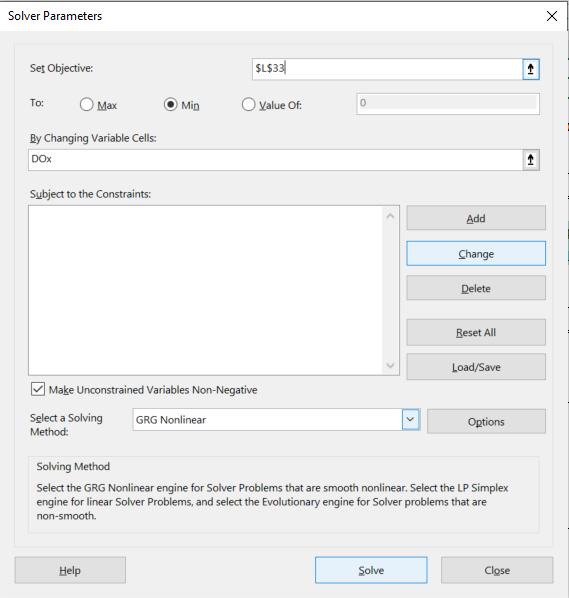 Solver Parameters
Set Objective:
$L$33
To:
Max
Min
Value Of:
0
By Changing Variable Cells:
DOx
Subject to the Constraints:
Add
Change
Delete
Reset All
Load/Save
Make Unconstrained Variables Non-Negative
Select a Solving
Method:
GRG Nonlinear
Options
Solving Method
Select the GRG Nonlinear engine for Solver Problems that are smooth nonlinear. Select the LP Simplex
engine for linear Solver Problems, and select the Evolutionary engine for Solver problems that are
non-smooth.
Help
Solve
Close